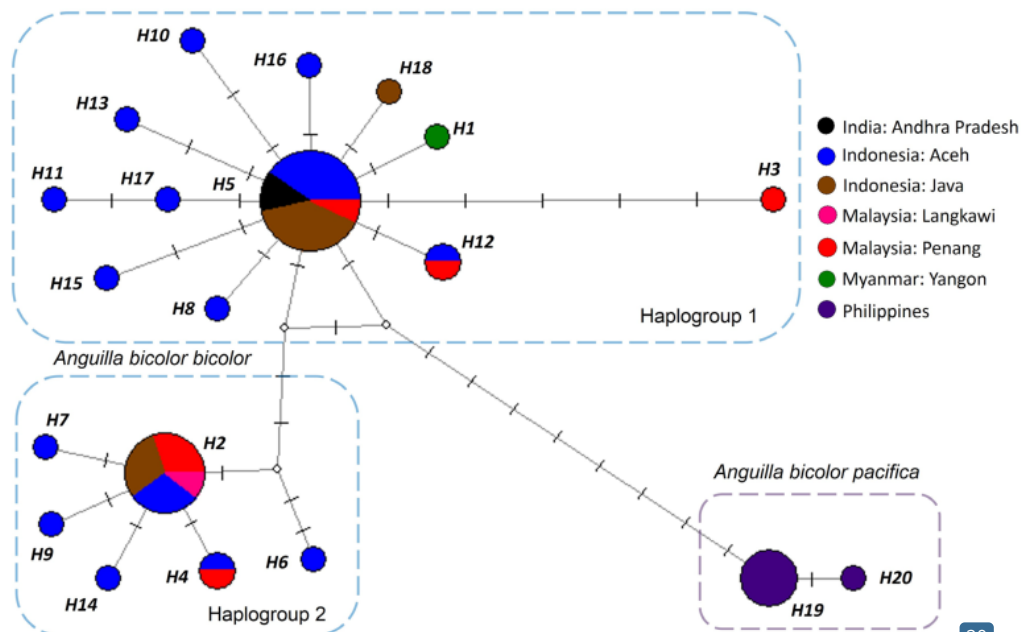 H10
H16
H18
H13
H1
India: Andhra Pradesh
Indonesia: Aceh
H11
H17
H5
H3
Indonesia: Java
Malaysia: Langkawi
H12
Malaysia: Penang
H15
Myanmar: Yangon
H8
Haplogroup 1
Philippines
Anguilla bicolor bicolor
H7
H2
Anguilla bicolor pacifica
H9
H6
H4
H14
H20
Haplogroup 2
H19